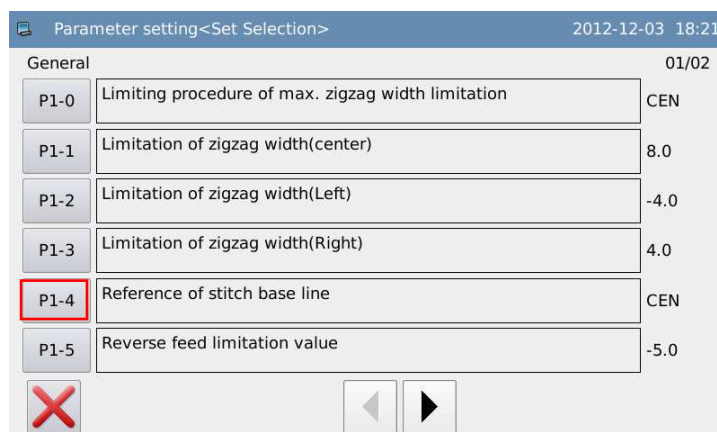 Parameter setting<Set Selection> 2012-12-03 18:21
General 01/02
P1-0 Limiting procedure of max. zigzag width limitation CEN
P1-1 Limitation of zigzag width(center) 8.0
P1-2 Limitation of zigzag width(Left) -4.0
P1-3 Limitation of zigzag width(Right) 4.0
P1-4 Reference of stitch base line CEN
P1-5 Reverse feed limitation value -5.0